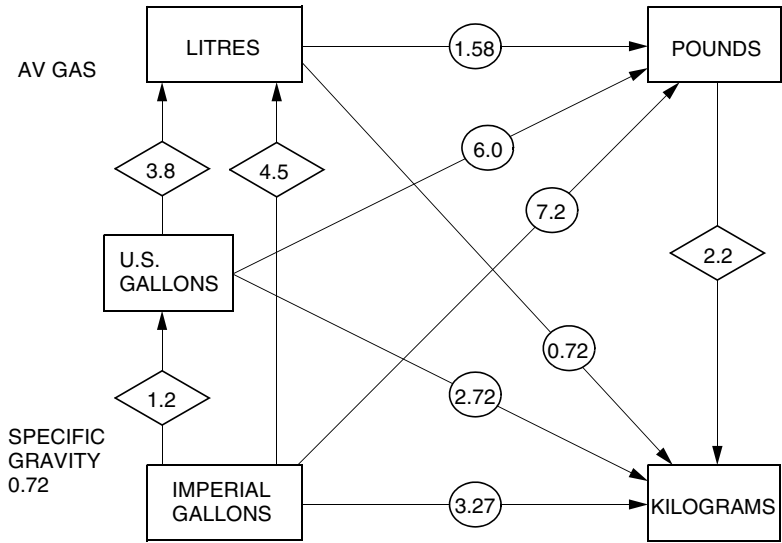 LITRES
1.58
POUNDS
AV GAS
3.8
4.5
6.0
7.2
U.S.
GALLONS
2.2
0.72
1.2
2.72
SPECIFIC
GRAVITY
0.72
IMPERIAL
GALLONS
3.27
KILOGRAMS